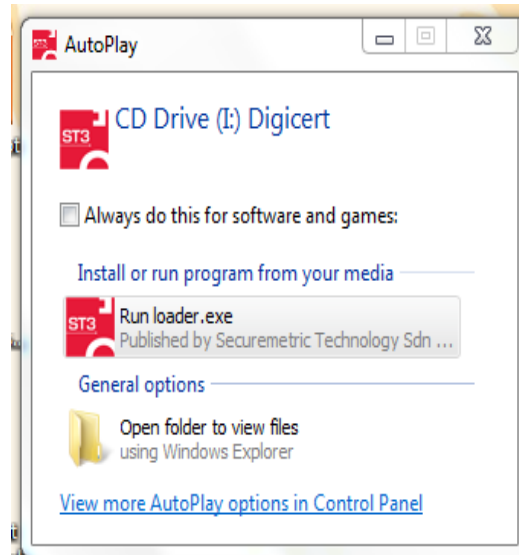 AutoPlay
ST3
CD Drive (I:) Digicert
Always do this for software and games:
Install or run program from your media
ST3
Run loader.exe
Published by Securemetric Technology Sdn ...
General options
Open folder to view files
using Windows Explorer
View more AutoPlay options in Control Panel